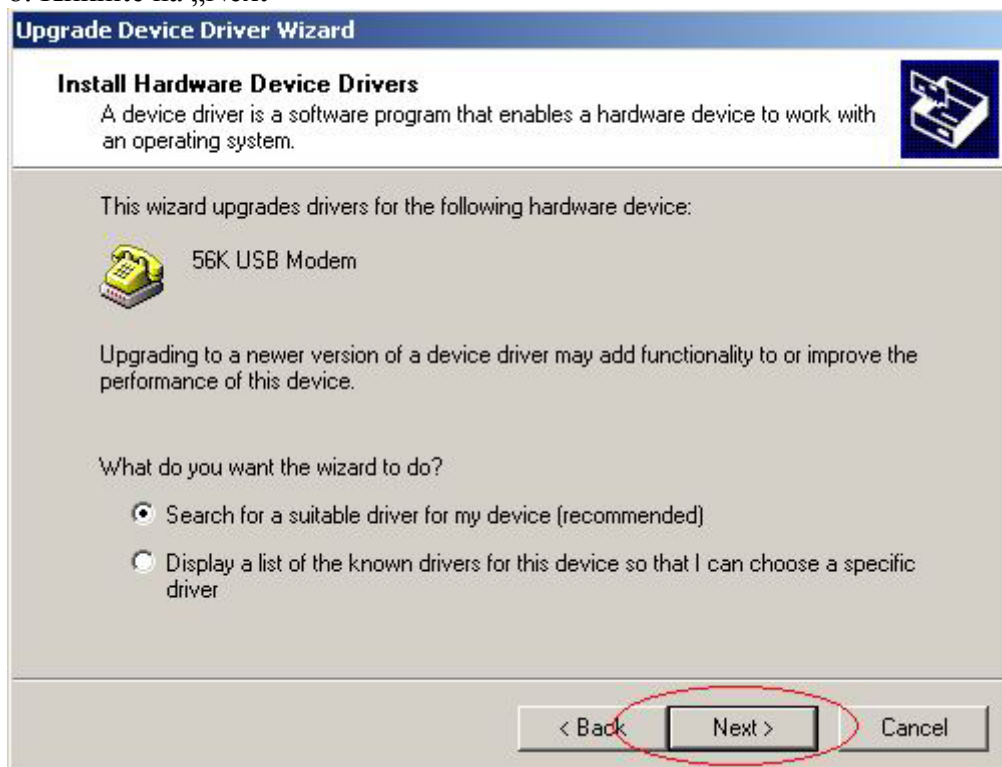 „Next
Upgrade Device Driver Wizard
Install Hardware Device Drivers
A device driver is a software program that enables a hardware device to work with
an operating system.
This wizard upgrades drivers for the following hardware device:
56K USB Modem
Upgrading to a newer version of a device driver may add functionality to or improve the
performance of this device.
What do you want the wizard to do?
Search for a suitable driver for my device (recommended)
Display a list of the known drivers for this device so that I can choose a specific
driver
< Back Next > Cancel